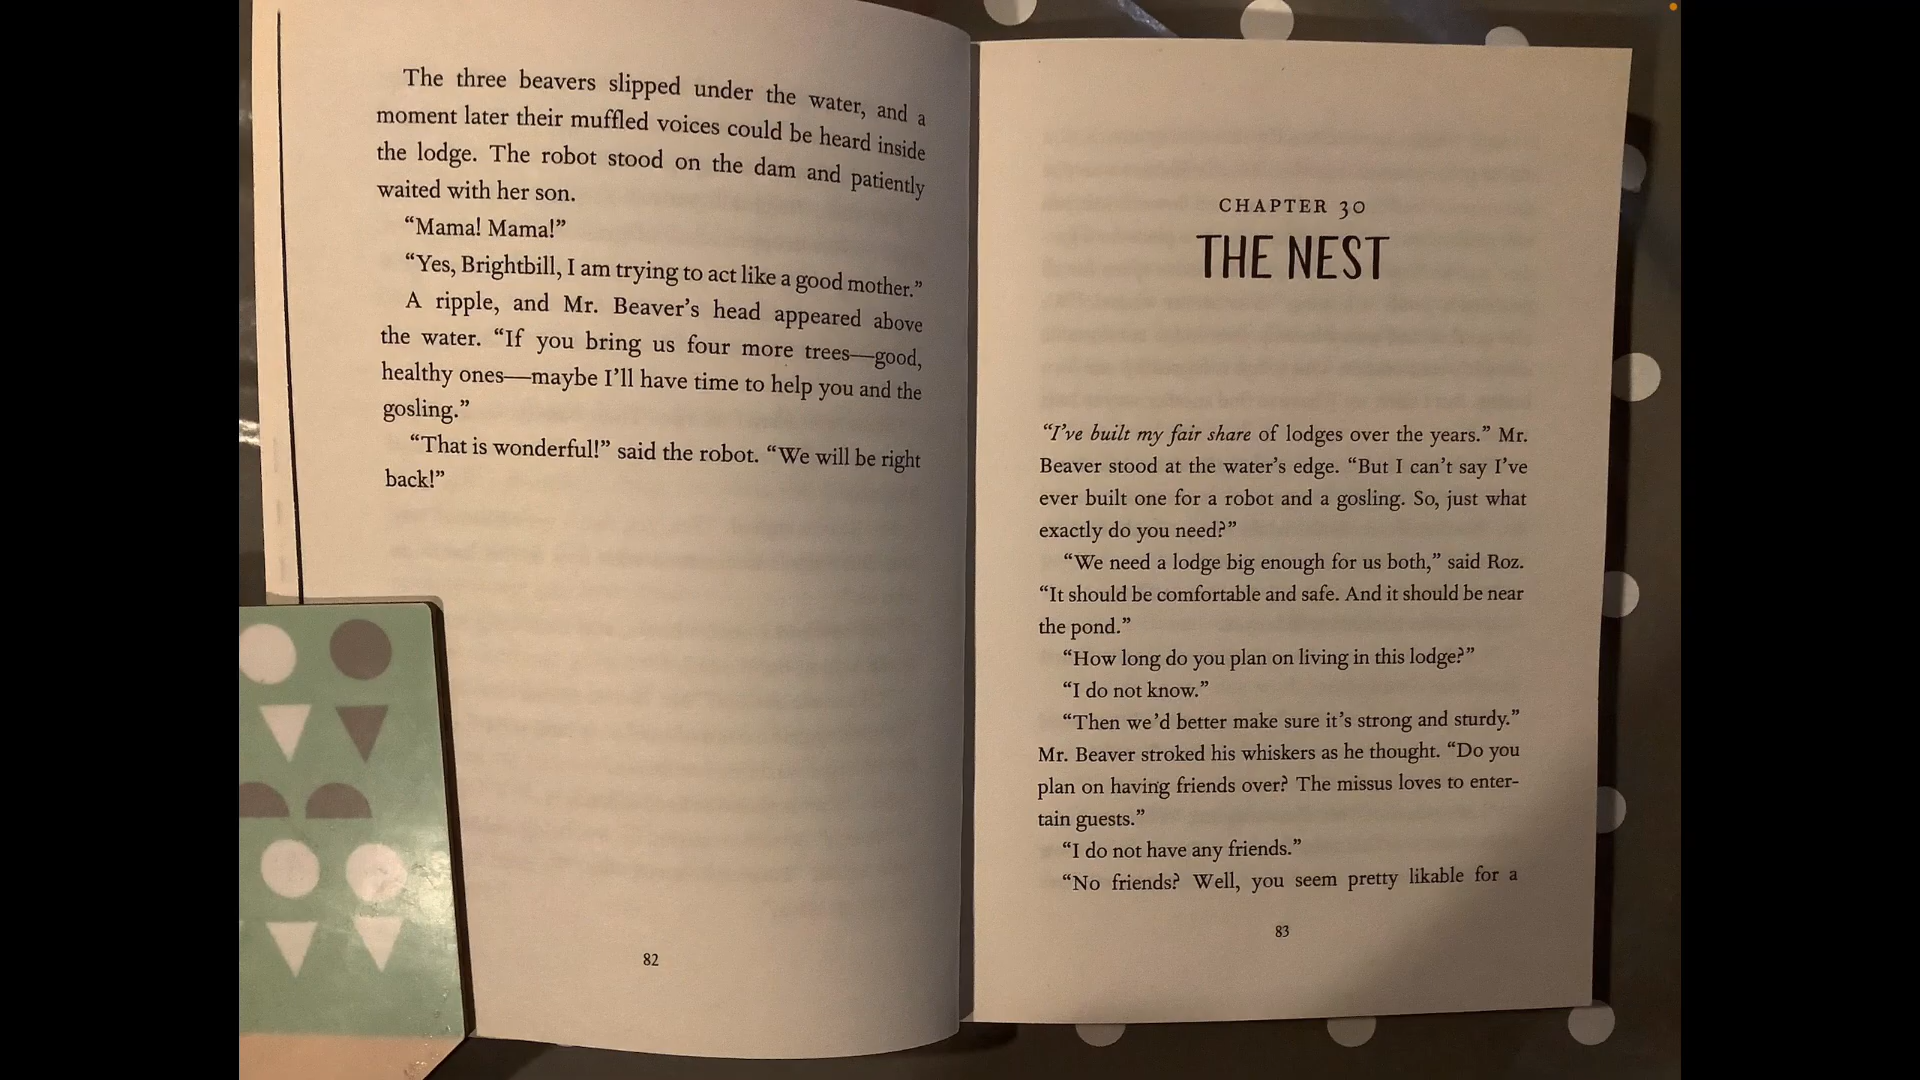 The three beavers slipped under the water, and a
moment later their muffled voices could be heard inside
the lodge. The robot stood on the dam and patiently
waited with her son.
“Mama! Mama!”
“Yes, Brightbill, I am trying to act like a good mother.”
A ripple, and Mr. Beaver’s head appeared above
the water. “If you bring us four more trees—good,
healthy ones—maybe I’ll have time to help you and the
gosling.”
“That is wonderful!” said the robot. “We will be right
back!”
82
CHAPTER 30
THE NEST
“I’ve built my fair share of lodges over the years.” Mr.
Beaver stood at the water’s edge. “But I can’t say I’ve
ever built one for a robot and a gosling. So, just what
exactly do you need?”
“We need a lodge big enough for us both,” said Roz.
“It should be comfortable and safe. And it should be near
the pond.”
“How long do you plan on living in this lodge?”
“I do not know.”
“Then we’d better make sure it’s strong and sturdy.”
Mr. Beaver stroked his whiskers as he thought. “Do you
plan on having friends over? The missus loves to enter-
tain guests.”
“I do not have any friends.”
“No friends? Well, you seem pretty likable for a
83